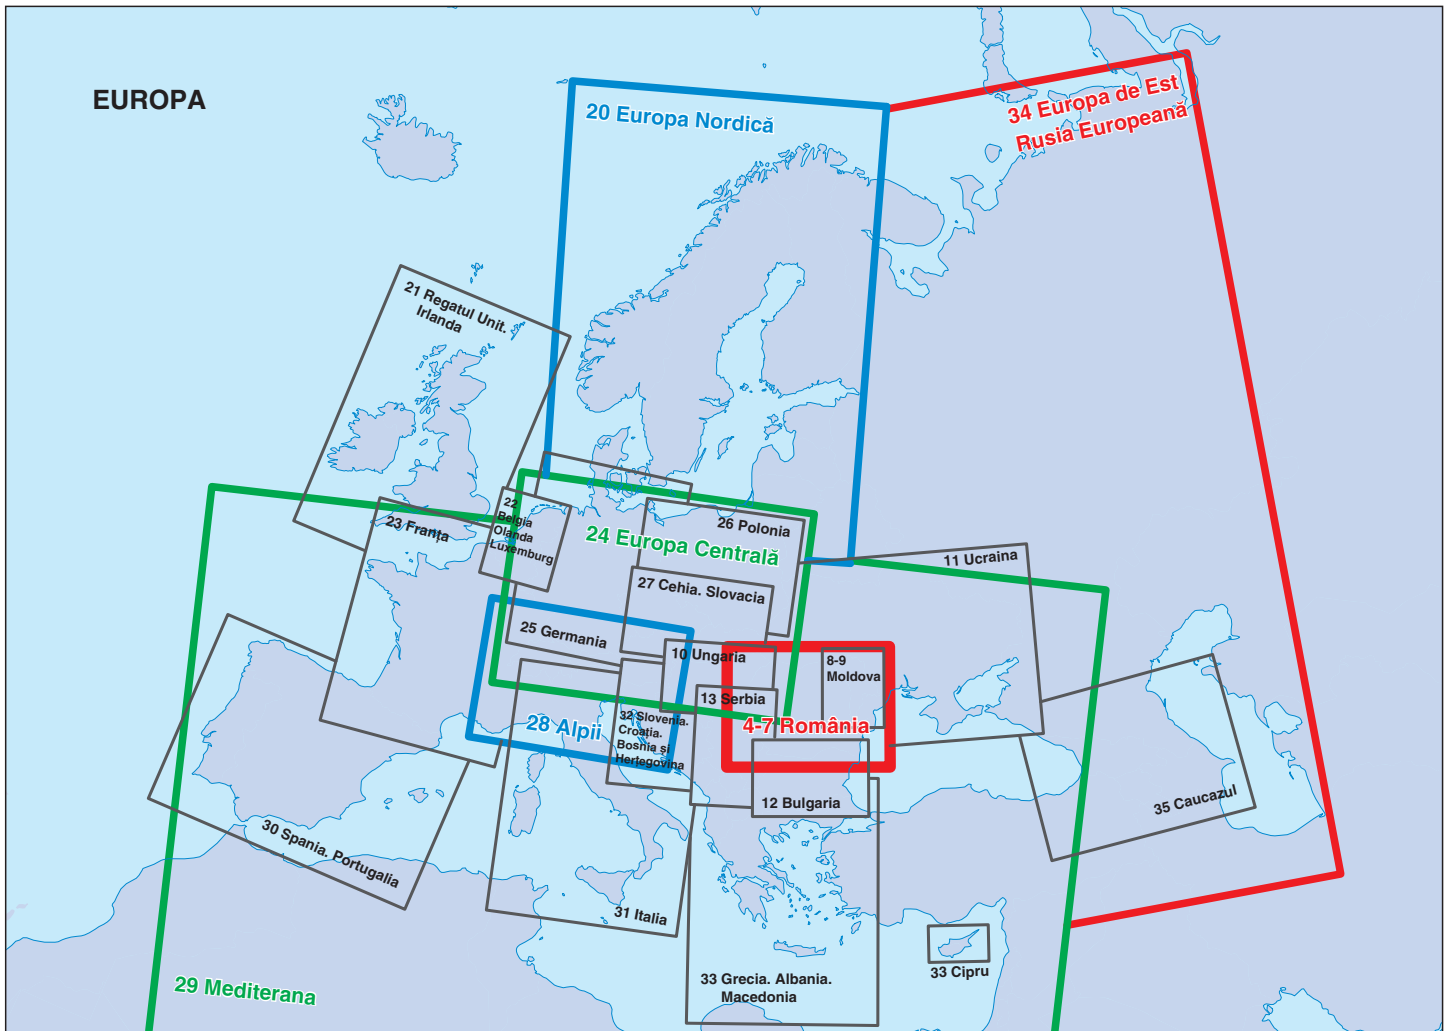 EUROPA
20 Europa Nordică
34 Europa de Est
Rusia Europeană
21 Regatul Unit.
Irlanda
22
Belgia
Olanda
Luxemburg
23 Franța
24 Europa Centrală
26 Polonia
11 Ucraina
27 Cehia. Slovacia
25 Germania
10 Ungaria
8-9
Moldova
13 Serbia
28 Alpii
32 Slovenia.
Croația.
Bosnia și
Herțegovina
4-7 România
12 Bulgaria
35 Caucazul
30 Spania. Portugalia
31 Italia
33 Cipru
29 Mediterana
33 Grecia. Albania.
Macedonia